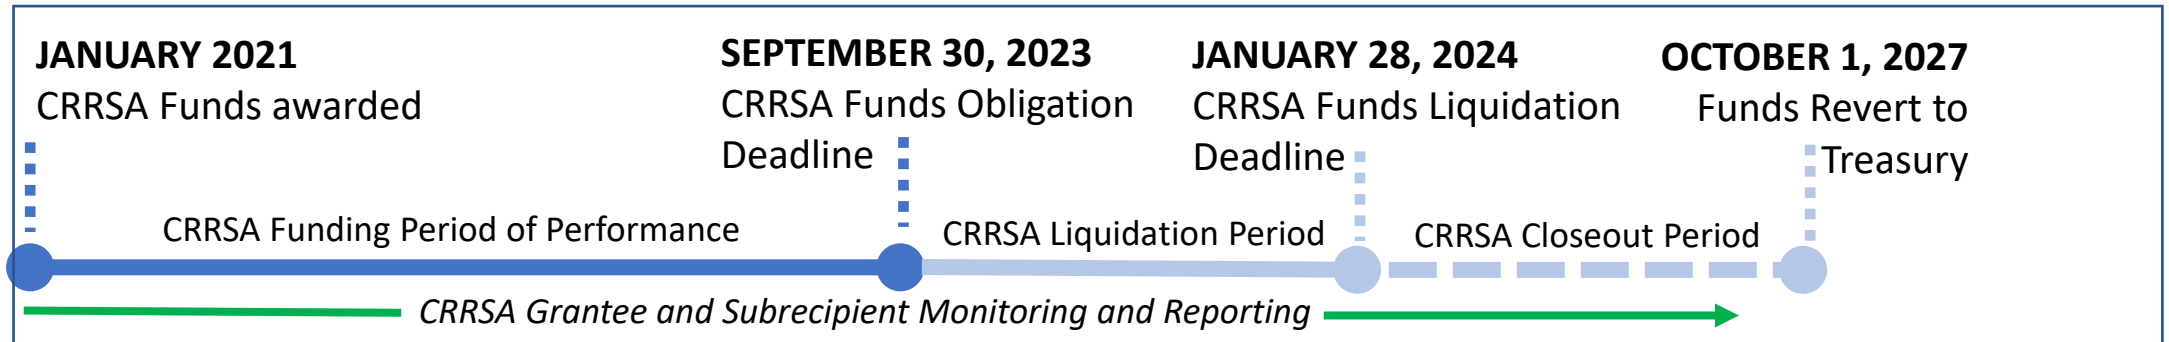 JANUARY 2021
CRRSA Funds awarded
SEPTEMBER 30, 2023
CRRSA Funds Obligation
Deadline
JANUARY 28, 2024
CRRSA Funds Liquidation
Deadline
OCTOBER 1, 2027
Funds Revert to
Treasury
CRRSA Funding Period of Performance
CRRSA Liquidation Period
CRRSA Closeout Period
CRRSA Grantee and Subrecipient Monitoring and Reporting